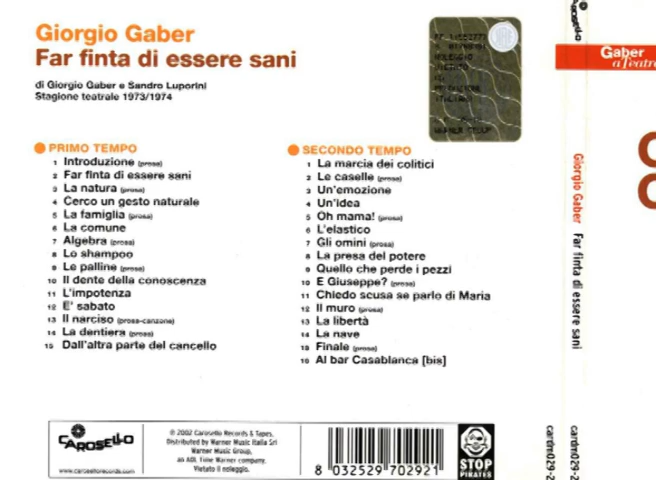 Giorgio Gaber
Far finta di essere sani
di Giorgio Gaber e Sandro Luporini
Stagione teatrale 1973/1974
PRIMO TEMPO
1 Introduzione (prosa)
2 Far finta di essere sani
3 La natura (prosa)
4 Cerco un gesto naturale
5 La famiglia (prosa)
6 La comune
7 Algebra (prosa)
8 Lo shampoo
9 Le palline (prosa)
10 Il dente della conoscenza
11 L'impotenza
12 E' sabato
13 Il narciso (prosa-canzone)
14 La dentiera (prosa)
15 Dall'altra parte del cancello
SECONDO TEMPO
1 La marcia dei colitici
2 Le caselle (prosa)
3 Un'emozione
4 Un'idea
5 Oh mama! (prosa)
6 L'elastico
7 Gli omini (prosa)
8 La presa del potere
9 Quello che perde i pezzi
10 E Giuseppe? (prosa)
11 Chiedo scusa se parlo di Maria
12 Il muro (prosa)
13 La libertà
14 La nave
15 Finale (prosa)
16 Al bar Casablanca [bis]
CAROSELLO
www.carosellorecords.com
℗ 2002 Carosello Records & Tapes.
Distributed by Warner Music Italia Srl
Warner Music Group,
an AOL Time Warner company.
Vietato il noleggio.
8 032529 702921
STOP
PIRATES
WARNER GROUP
CAROSELLO
Giorgio Gaber Far finta di essere sani
cardm029-2
Gaber
a Teatro
cardm029-2